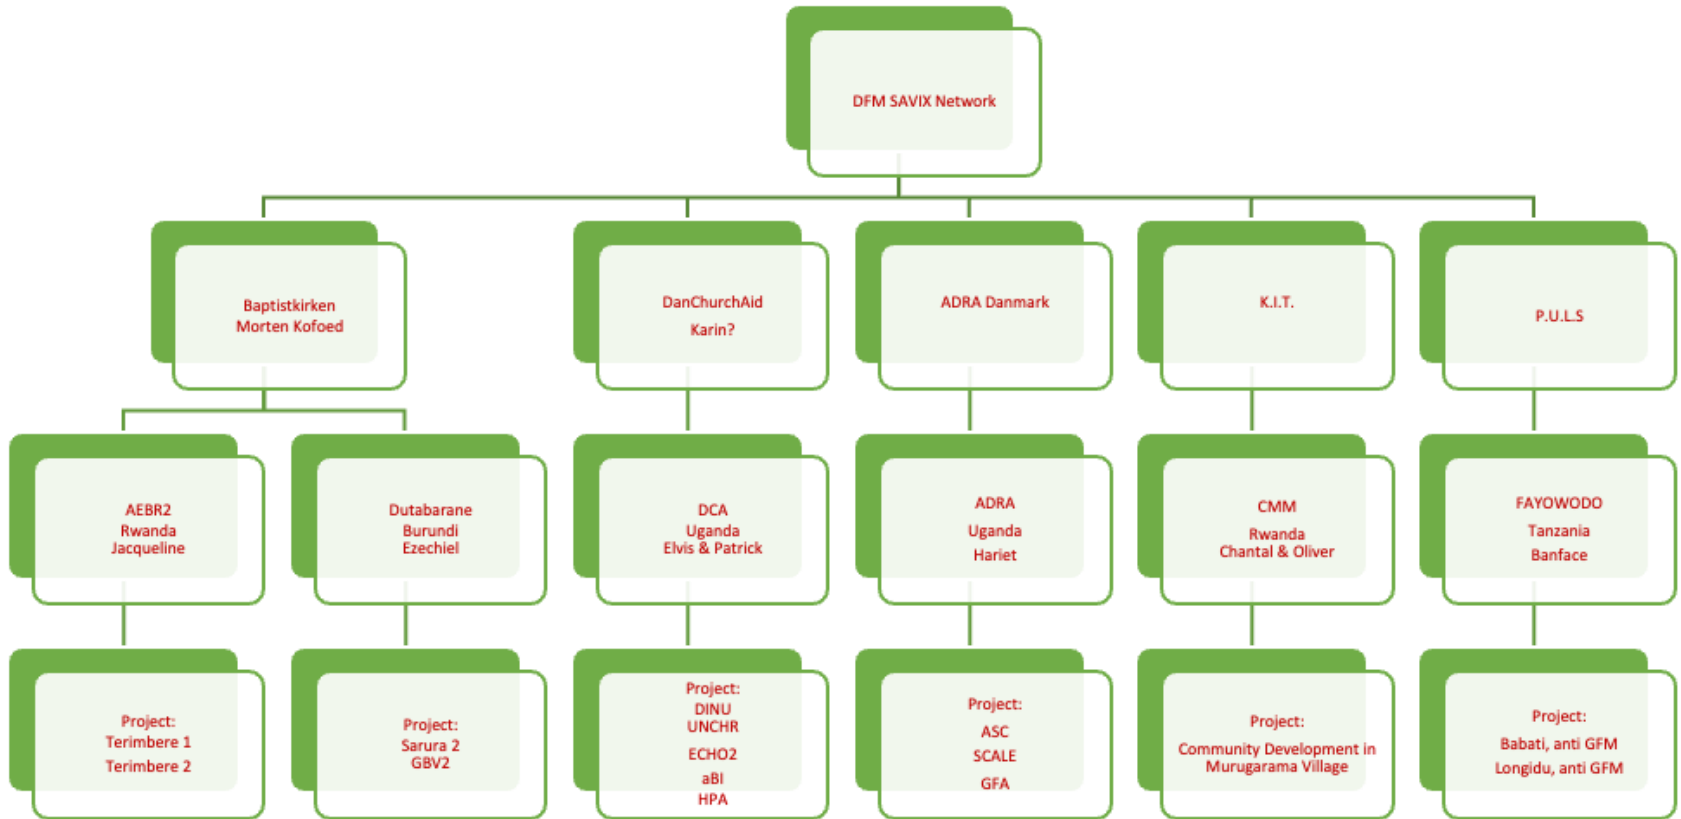 DFM SAVIX Network
Baptistkirken
Morten Kofoed
DanChurchAid
Karin?
ADRA Danmark
K.I.T.
P.U.L.S
AEBR2
Rwanda
Jacqueline
Dutabarane
Burundi
Ezechiel
DCA
Uganda
Elvis & Patrick
ADRA
Uganda
Hariet
CMM
Rwanda
Chantal & Oliver
FAYOWODO
Tanzania
Banface
Project:
Terimbere 1
Terimbere 2
Project:
Sarura 2
GBV2
Project:
DINU
UNCHR
ECHO2
aBI
HPA
Project:
ASC
SCALE
GFA
Project:
Community Development in
Murugarama Village
Project:
Babati, anti GFM
Longidu, anti GFM